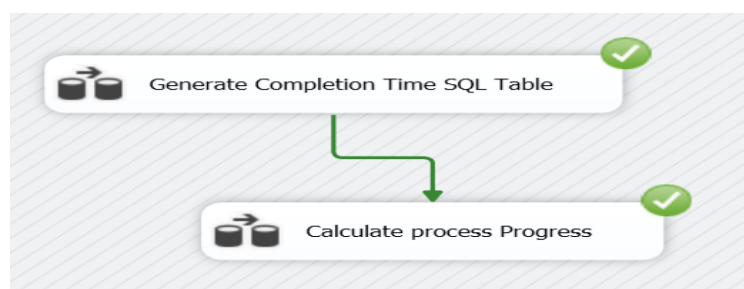 Generate Completion Time SQL Table
Calculate process Progress